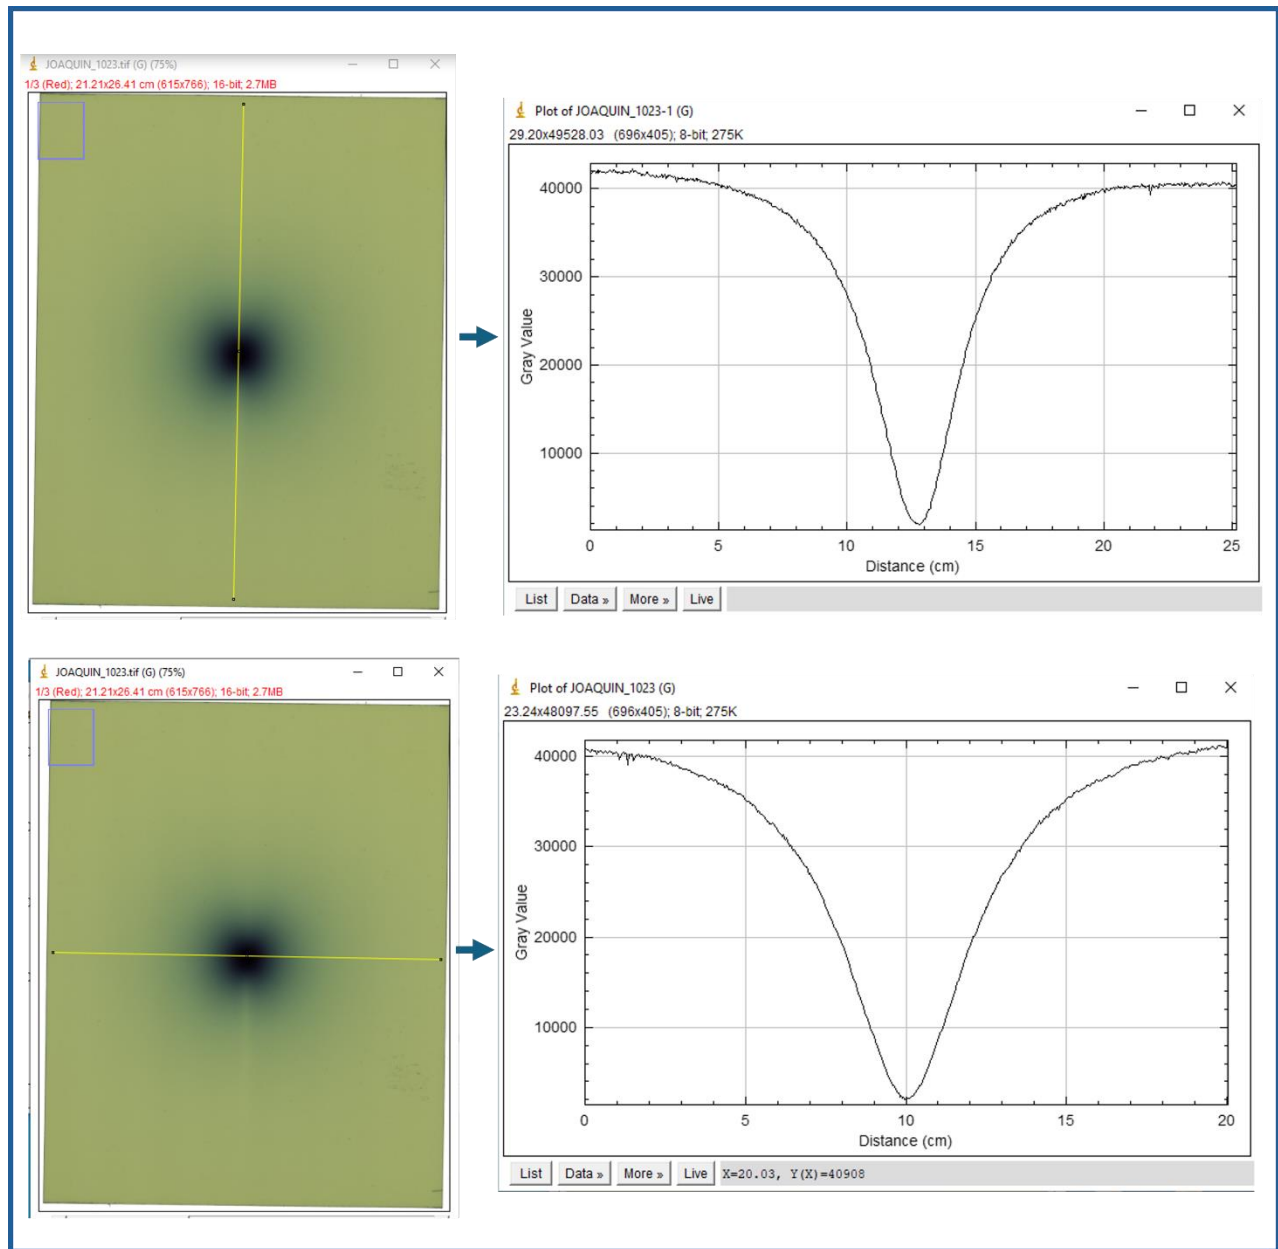 JOAQUIN_1023.tif (G) (75%)
1/3 (Red); 21.21x26.41 cm (615x766); 16-bit; 2.7MB
Plot of JOAQUIN_1023-1 (G)
29.20x49528.03 (696x405); 8-bit; 275K
40000
30000
20000
10000
Gray Value
0 5 10 15 20 25
Distance (cm)
List Data » More » Live
JOAQUIN_1023.tif (G) (75%)
1/3 (Red); 21.21x26.41 cm (615x766); 16-bit; 2.7MB
Plot of JOAQUIN_1023 (G)
23.24x48097.55 (696x405); 8-bit; 275K
40000
30000
20000
10000
Gray Value
0 5 10 15 20
Distance (cm)
List Data » More » Live X=20.03, Y(X)=40908